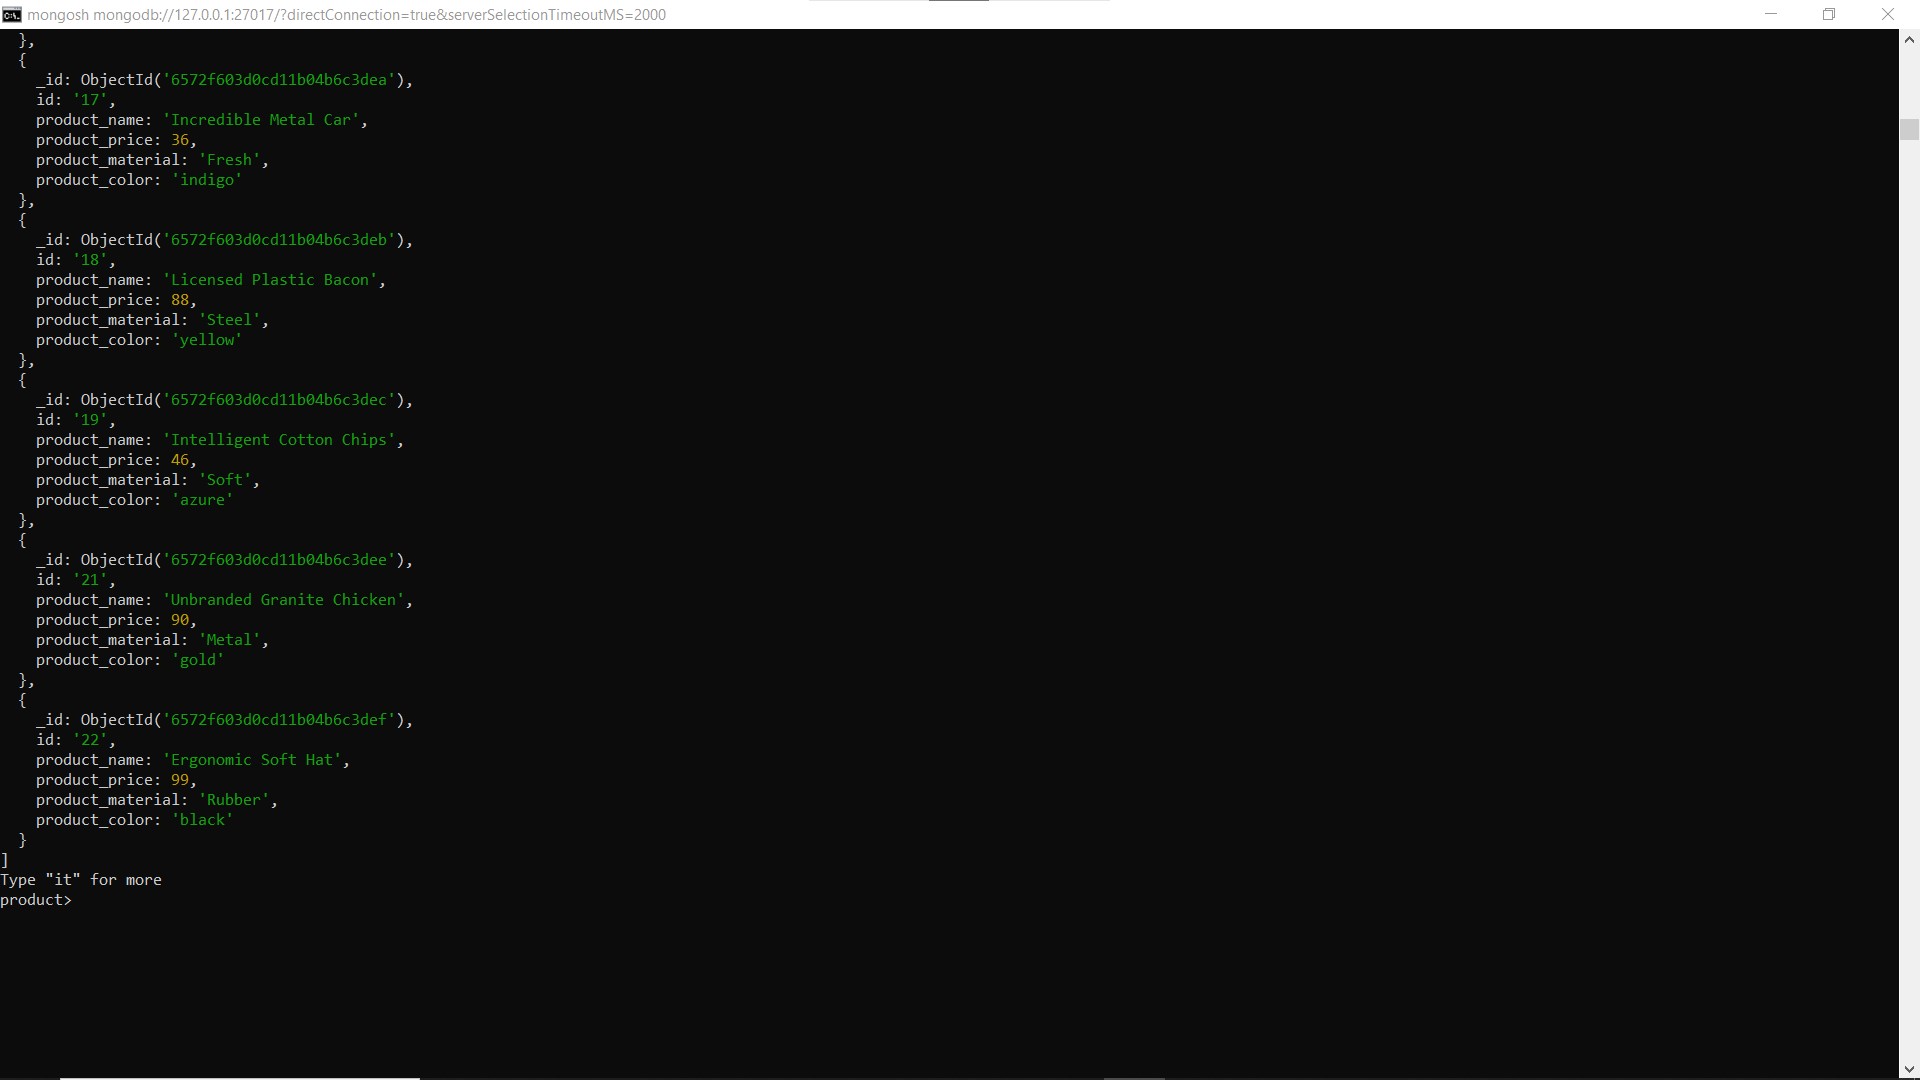 mongosh mongodb://127.0.0.1:27017/?directConnection=true&serverSelectionTimeoutMS=2000
  },
  {
    _id: ObjectId('6572f603d0cd11b04b6c3dea'),
    id: '17',
    product_name: 'Incredible Metal Car',
    product_price: 36,
    product_material: 'Fresh',
    product_color: 'indigo'
  },
  {
    _id: ObjectId('6572f603d0cd11b04b6c3deb'),
    id: '18',
    product_name: 'Licensed Plastic Bacon',
    product_price: 88,
    product_material: 'Steel',
    product_color: 'yellow'
  },
  {
    _id: ObjectId('6572f603d0cd11b04b6c3dec'),
    id: '19',
    product_name: 'Intelligent Cotton Chips',
    product_price: 46,
    product_material: 'Soft',
    product_color: 'azure'
  },
  {
    _id: ObjectId('6572f603d0cd11b04b6c3dee'),
    id: '21',
    product_name: 'Unbranded Granite Chicken',
    product_price: 90,
    product_material: 'Metal',
    product_color: 'gold'
  },
  {
    _id: ObjectId('6572f603d0cd11b04b6c3def'),
    id: '22',
    product_name: 'Ergonomic Soft Hat',
    product_price: 99,
    product_material: 'Rubber',
    product_color: 'black'
  }
]
Type "it" for more
product>